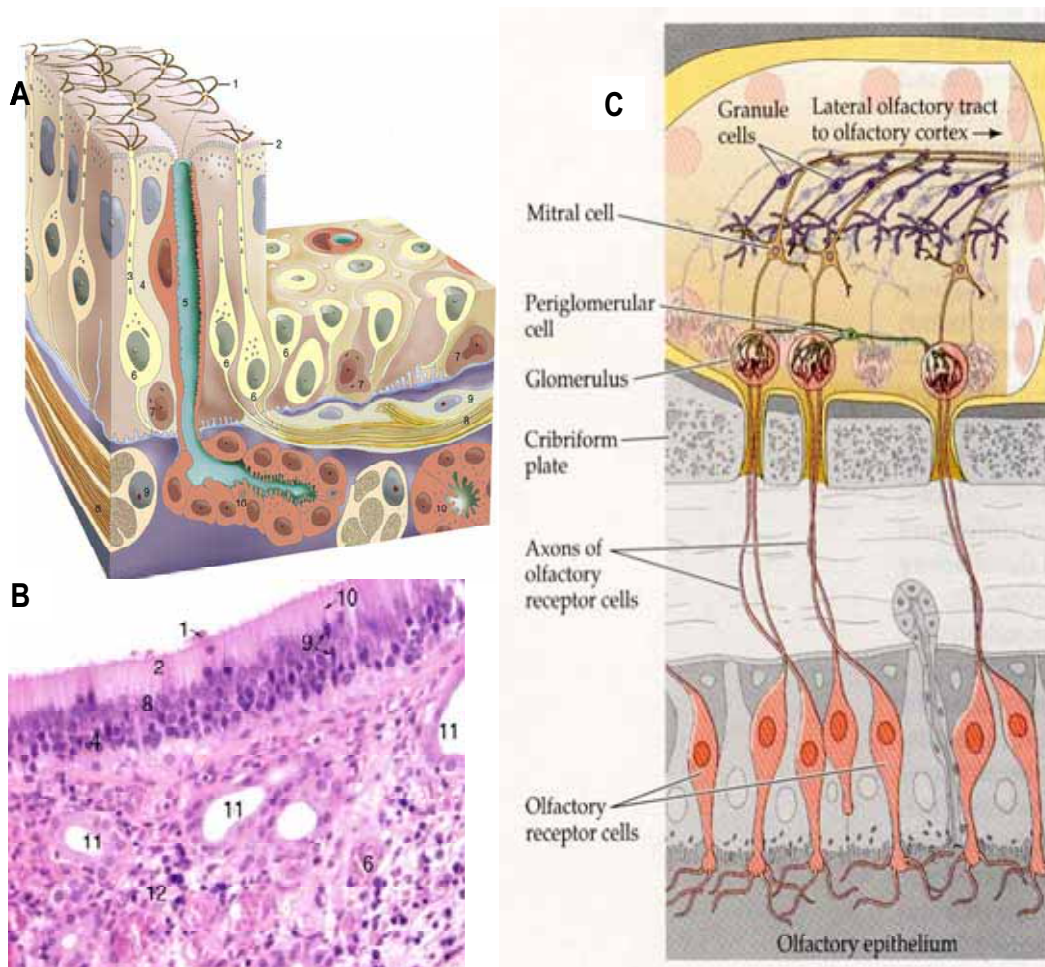 A
1
2
3
4
5
6
6
6
6
7
7
7
8
9
8
9
10
10
B
10
1
9
2
8
4
11
11
11
6
12
C
Granule
cells
Lateral olfactory tract
to olfactory cortex
Mitral cell
Periglomerular
cell
Glomerulus
Cribriform
plate
Axons of
olfactory
receptor cells
Olfactory
receptor cells
Olfactory epithelium